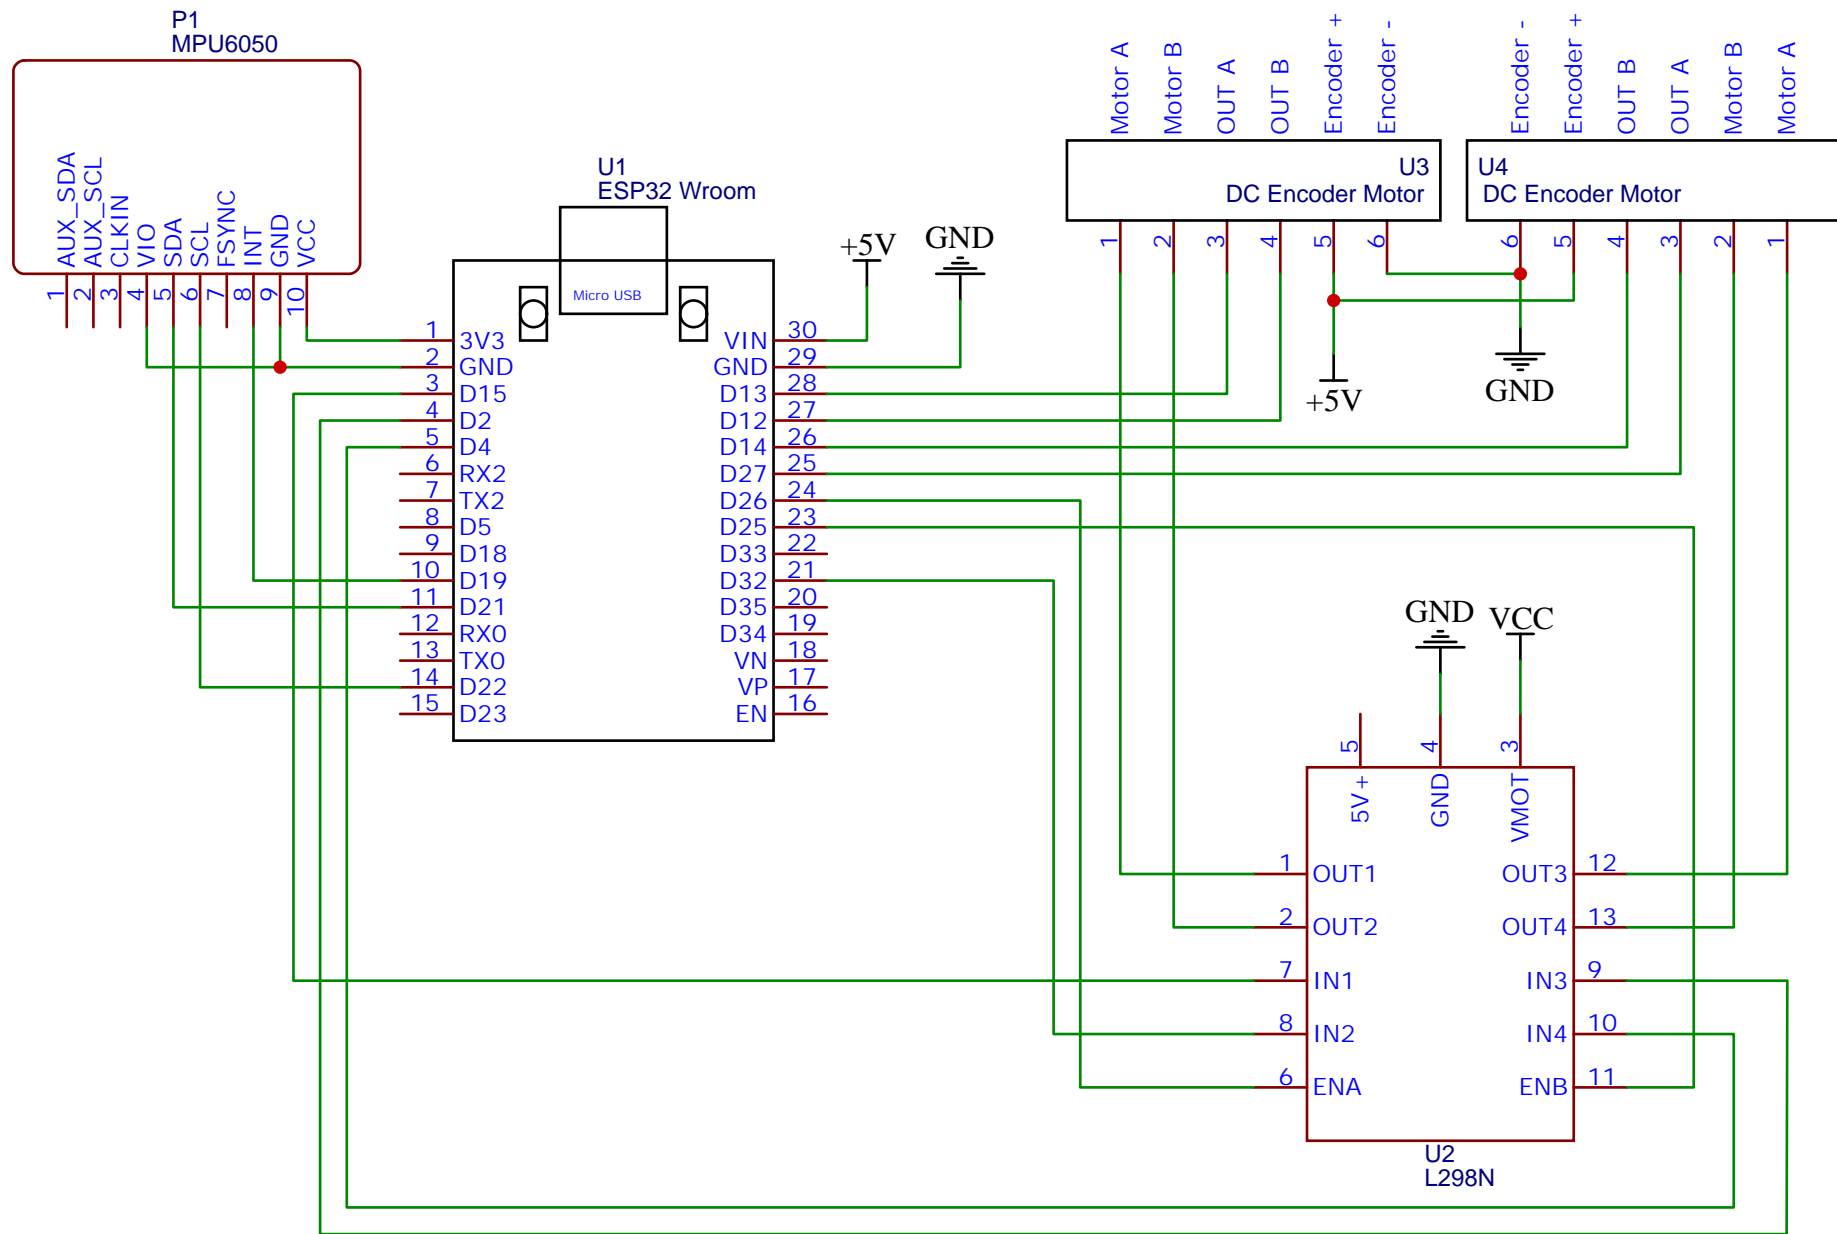 P1
MPU6050
AUX_SDA
AUX_SCL
CLKIN
VIO
SDA
SCL
FSYNC
INT
GND
VCC
1
2
3
4
5
6
7
8
9
10
U1
ESP32 Wroom
Micro USB
1 3V3
2 GND
3 D15
4 D2
5 D4
6 RX2
7 TX2
8 D5
9 D18
10 D19
11 D21
12 RX0
13 TX0
14 D22
15 D23
VIN 30
GND 29
D13 28
D12 27
D14 26
D27 25
D26 24
D25 23
D33 22
D32 21
D35 20
D34 19
VN 18
VP 17
EN 16
+5V
GND
Motor A
Motor B
OUT A
OUT B
Encoder +
Encoder -
U3
DC Encoder Motor
1
2
3
4
5
6
Encoder -
Encoder +
OUT B
OUT A
Motor B
Motor A
U4
DC Encoder Motor
6
5
4
3
2
1
+5V
GND
GND
VCC
5
4
3
5V+
GND
VMOT
1 OUT1
2 OUT2
7 IN1
8 IN2
6 ENA
OUT3 12
OUT4 13
IN3 9
IN4 10
ENB 11
U2
L298N